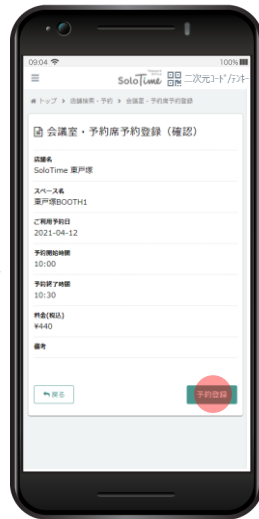 09:04 100%
SoloTime 二次元コード/テンキー
トップ > 店舗検索・予約 > 会議室・予約席予約登録
会議室・予約席予約登録（確認）
店舗名
SoloTime 東戸塚
スペース名
東戸塚BOOTH1
ご利用予約日
2021-04-12
予約開始時間
10:00
予約終了時間
10:30
料金(税込)
¥440
備考
戻る 予約登録